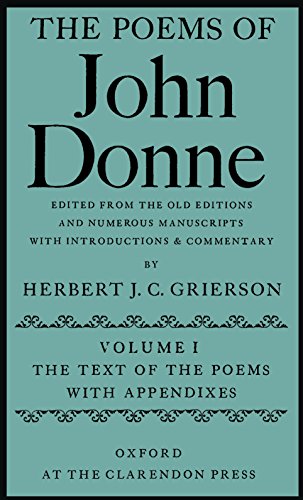 THE POEMS OF
John
Donne
EDITED FROM THE OLD EDITIONS
AND NUMEROUS MANUSCRIPTS
WITH INTRODUCTIONS & COMMENTARY
BY
HERBERT J. C. GRIERSON
VOLUME I
THE TEXT OF THE POEMS
WITH APPENDIXES
OXFORD
AT THE CLARENDON PRESS